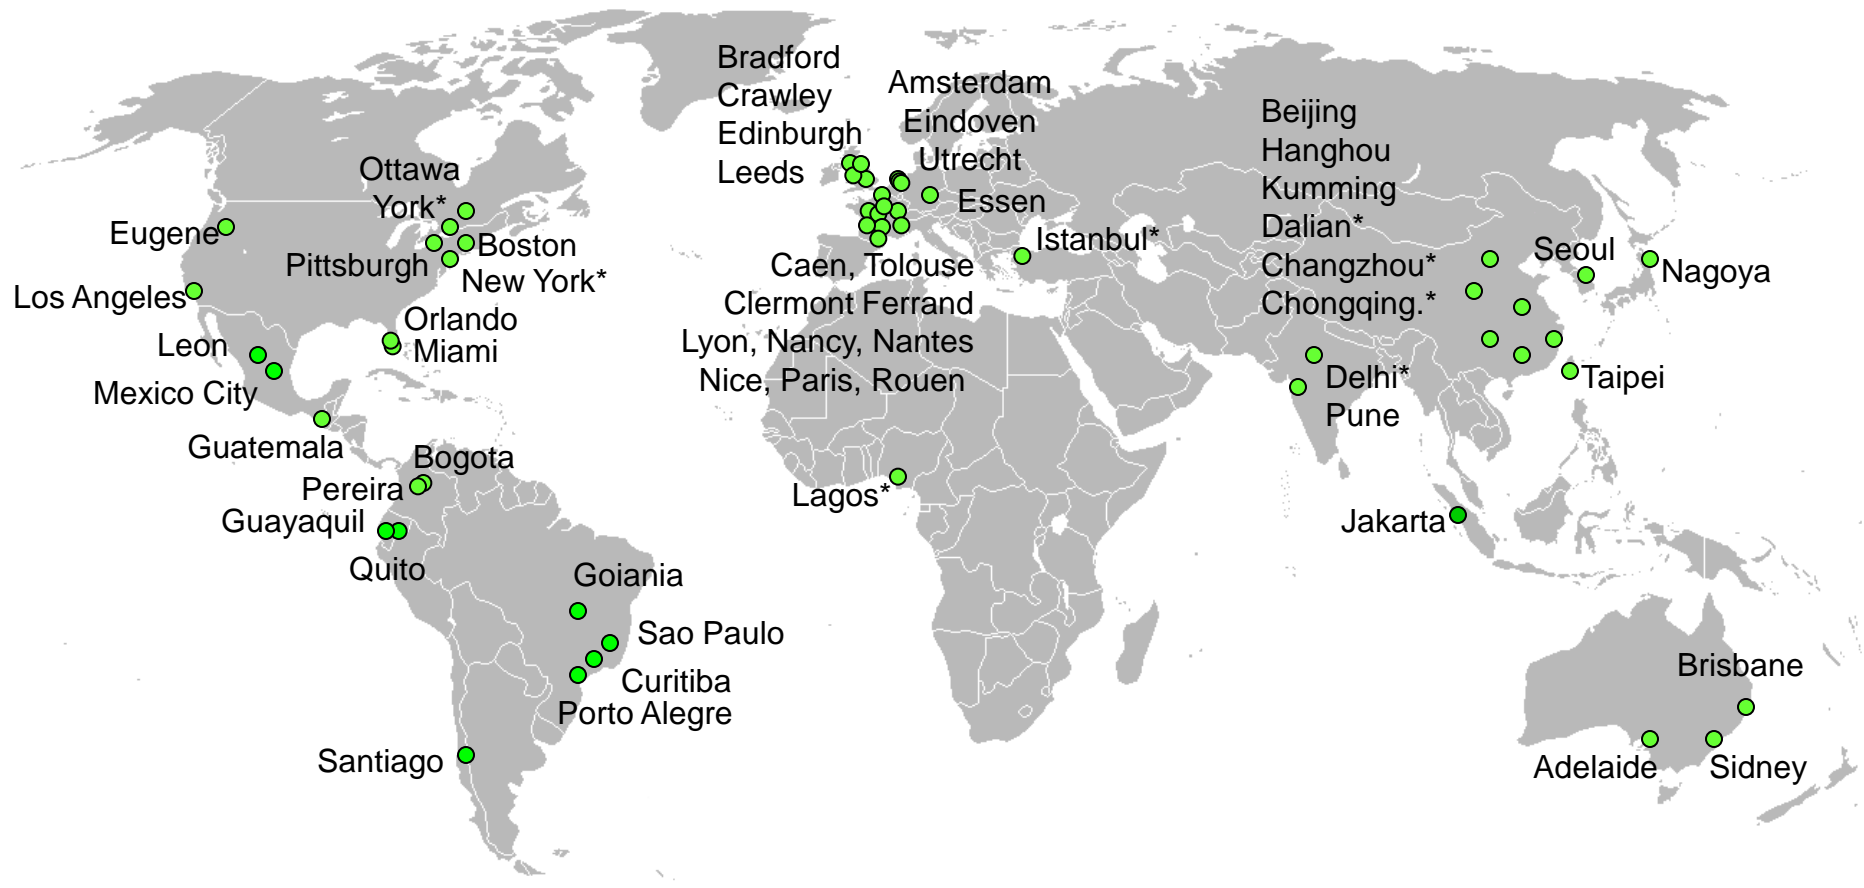 Bradford
Crawley
Edinburgh
Leeds
Amsterdam
Eindoven
Utrecht
Essen
Beijing
Hanghou
Kumming
Dalian*
Changzhou*
Chongqing.*
Ottawa
York*
Eugene
Boston
Pittsburgh
New York*
Los Angeles
Orlando
Miami
Leon
Mexico City
Guatemala
Istanbul*
Caen, Tolouse
Clermont Ferrand
Lyon, Nancy, Nantes
Nice, Paris, Rouen
Seoul
Nagoya
Delhi*
Pune
Taipei
Bogota
Pereira
Guayaquil
Quito
Lagos*
Jakarta
Goiania
Sao Paulo
Curitiba
Porto Alegre
Santiago
Brisbane
Adelaide
Sidney